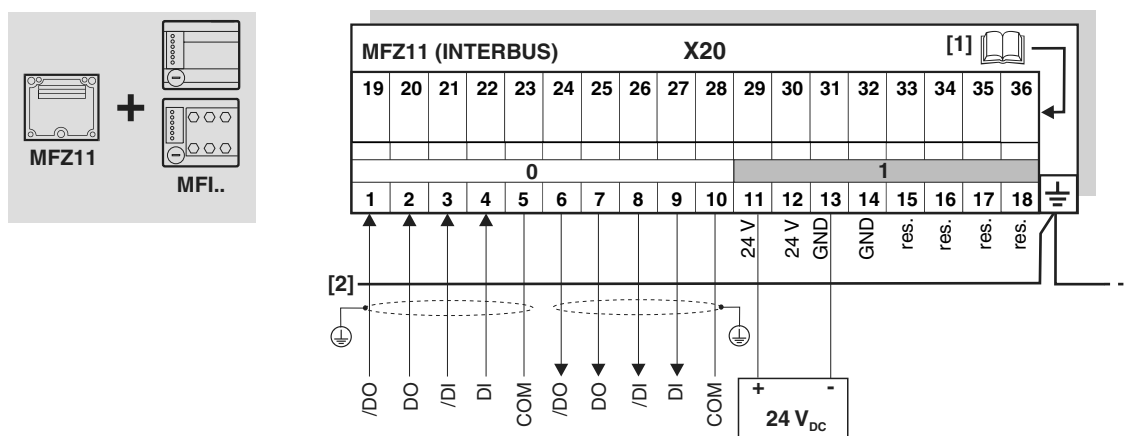 MFZ11
+
MFI..
MFZ11 (INTERBUS) X20 [1]
19 20 21 22 23 24 25 26 27 28 29 30 31 32 33 34 35 36
0 1
1 2 3 4 5 6 7 8 9 10 11 12 13 14 15 16 17 18
24 V 24 V GND GND res. res. res. res.
[2]
/DO DO /DI DI COM /DO DO /DI DI COM
+ -
24 VDC